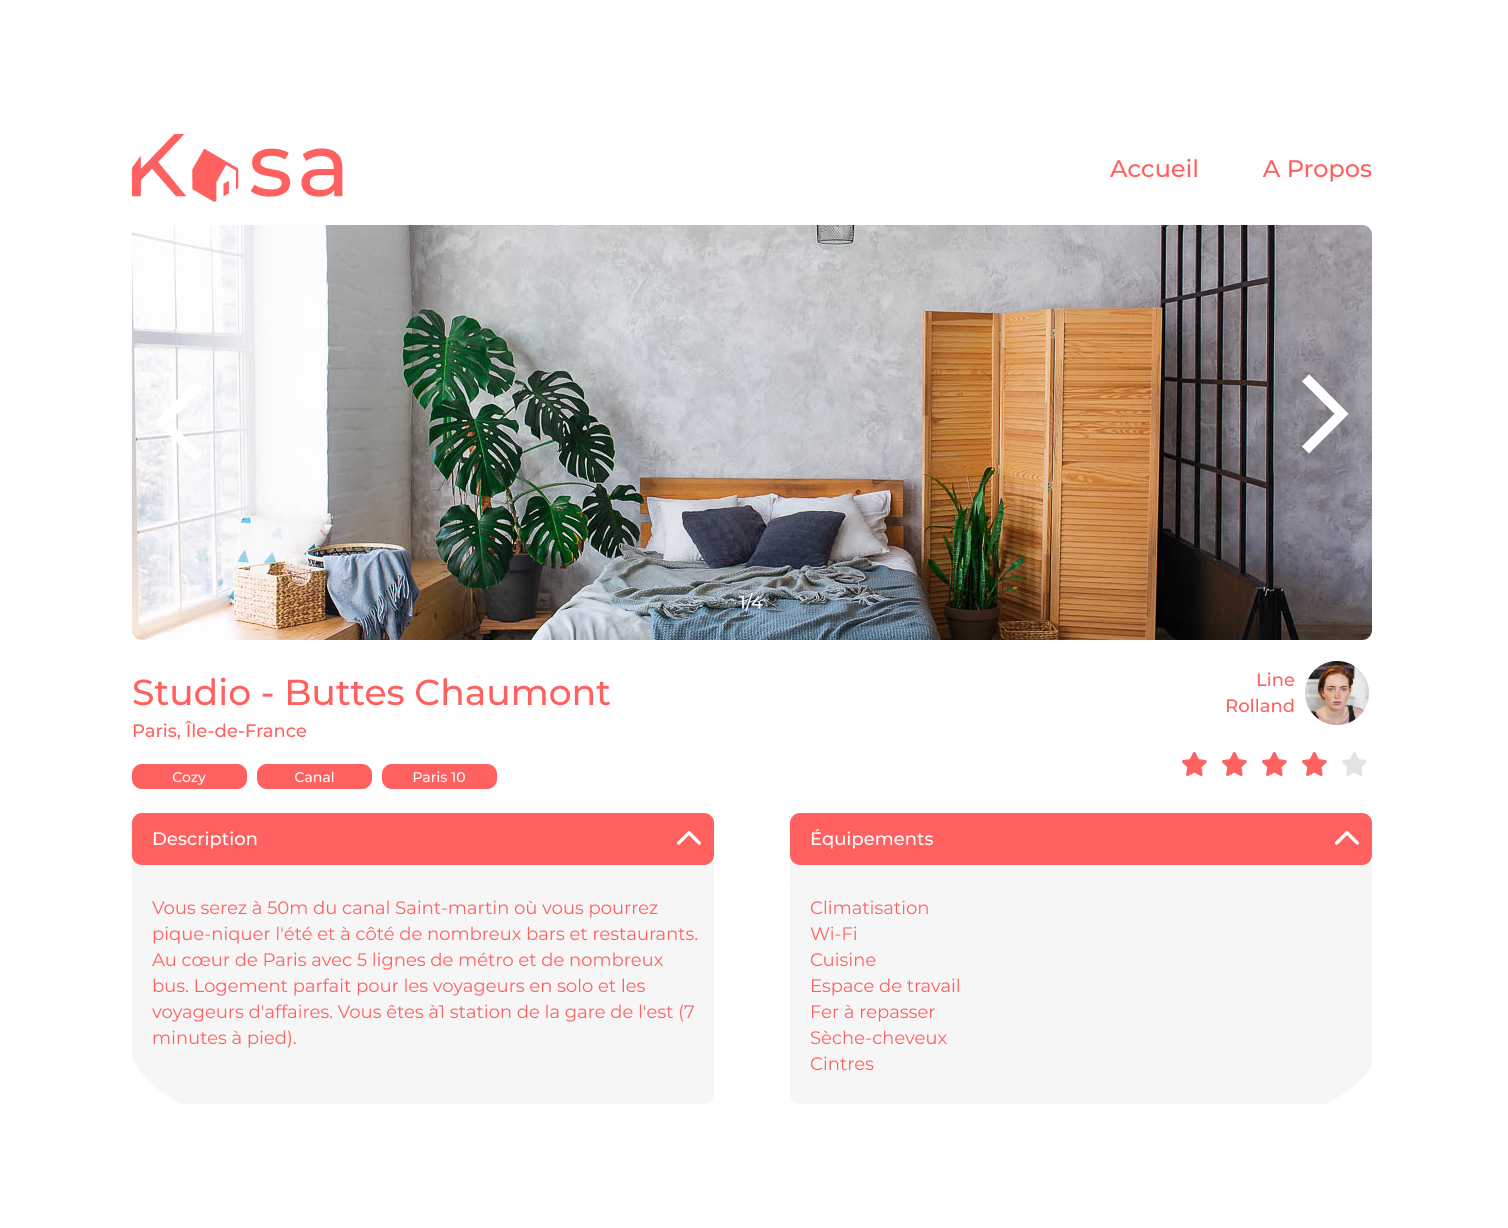 Kasa
Accueil
A Propos
1/4
Studio - Buttes Chaumont
Paris, Île-de-France
Cozy
Canal
Paris 10
Line
Rolland
Description
Vous serez à 50m du canal Saint-martin où vous pourrez
pique-niquer l'été et à côté de nombreux bars et restaurants.
Au cœur de Paris avec 5 lignes de métro et de nombreux
bus. Logement parfait pour les voyageurs en solo et les
voyageurs d'affaires. Vous êtes à1 station de la gare de l'est (7
minutes à pied).
Équipements
Climatisation
Wi-Fi
Cuisine
Espace de travail
Fer à repasser
Sèche-cheveux
Cintres